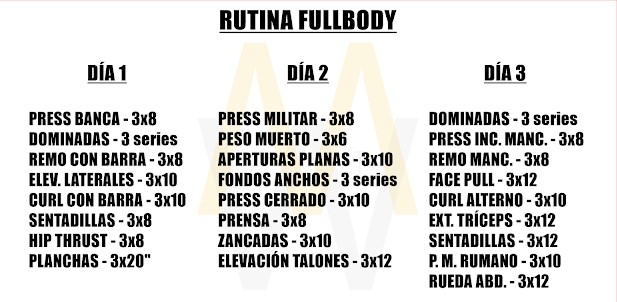 RUTINA FULLBODY
DÍA 1
PRESS BANCA - 3x8
DOMINADAS - 3 series
REMO CON BARRA - 3x8
ELEV. LATERALES - 3x10
CURL CON BARRA - 3x10
SENTADILLAS - 3x8
HIP THRUST - 3x8
PLANCHAS - 3x20"
DÍA 2
PRESS MILITAR - 3x8
PESO MUERTO - 3x6
APERTURAS PLANAS - 3x10
FONDOS ANCHOS - 3 series
PRESS CERRADO - 3x10
PRENSA - 3x8
ZANCADAS - 3x10
ELEVACIÓN TALONES - 3x12
DÍA 3
DOMINADAS - 3 series
PRESS INC. MANC. - 3x8
REMO MANC. - 3x8
FACE PULL - 3x12
CURL ALTERNO - 3x10
EXT. TRÍCEPS - 3x12
SENTADILLAS - 3x12
P. M. RUMANO - 3x10
RUEDA ABD. - 3x12